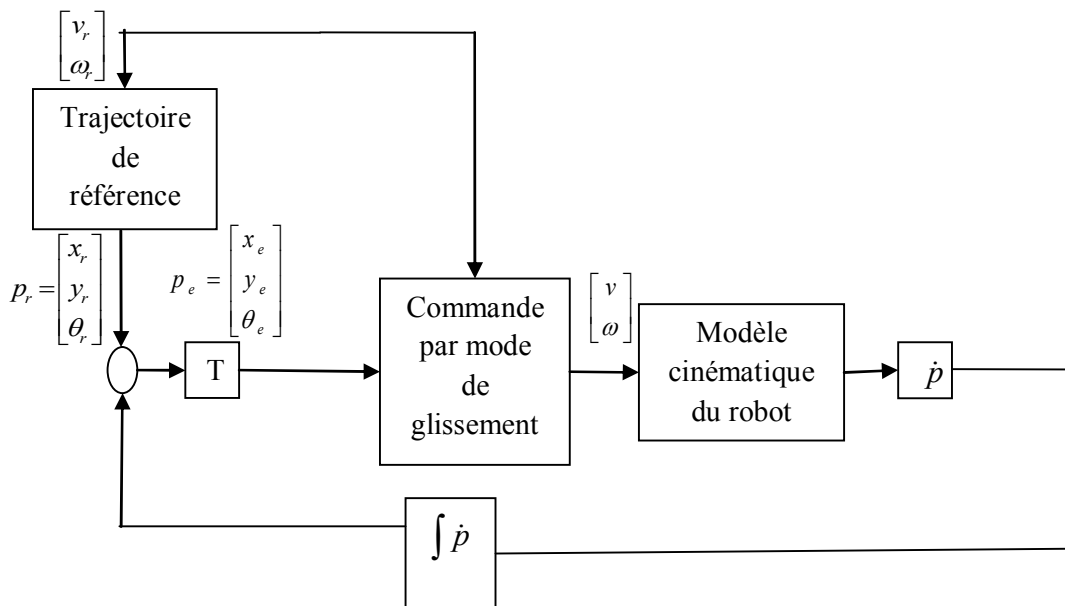 [v_r
ω_r]
Trajectoire
de
référence
p_r = [x_r
y_r
θ_r]
p_e = [x_e
y_e
θ_e]
T
Commande
par mode
de
glissement
[v
ω]
Modèle
cinématique
du robot
ṗ
∫ ṗ